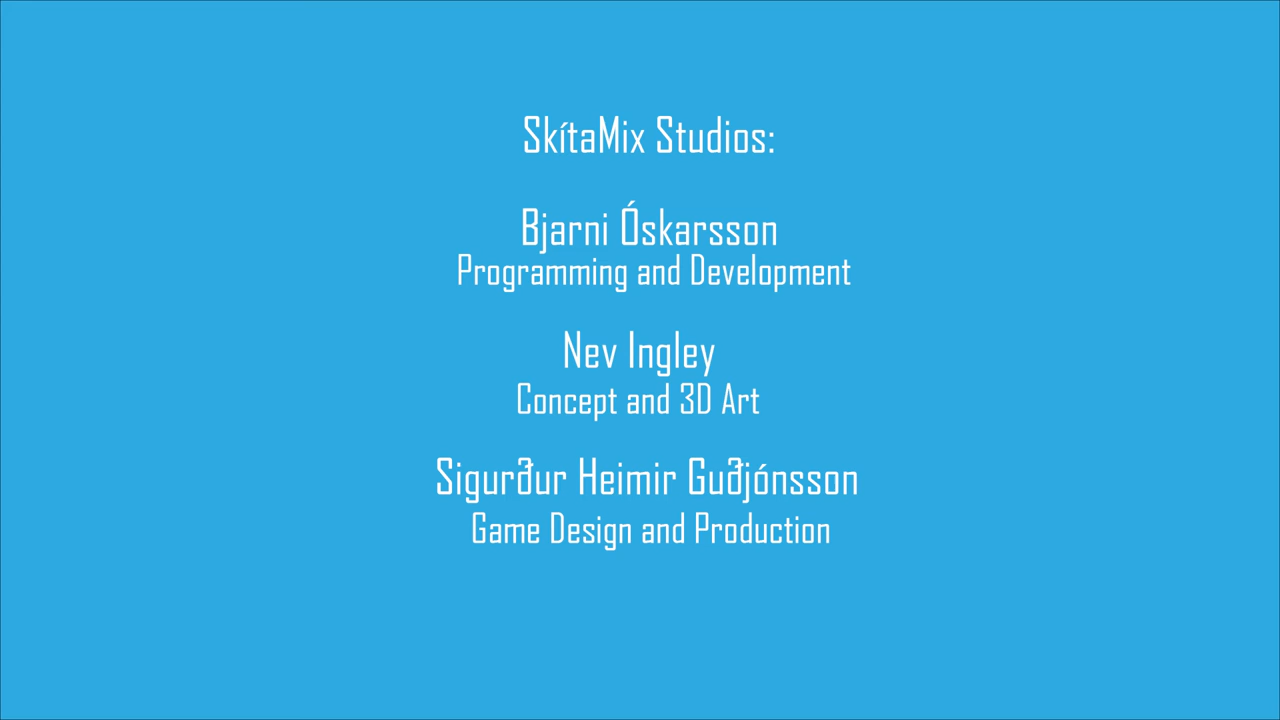 SkítaMix Studios:
Bjarni Óskarsson
Programming and Development
Nev Ingley
Concept and 3D Art
Sigurður Heimir Guðjónsson
Game Design and Production